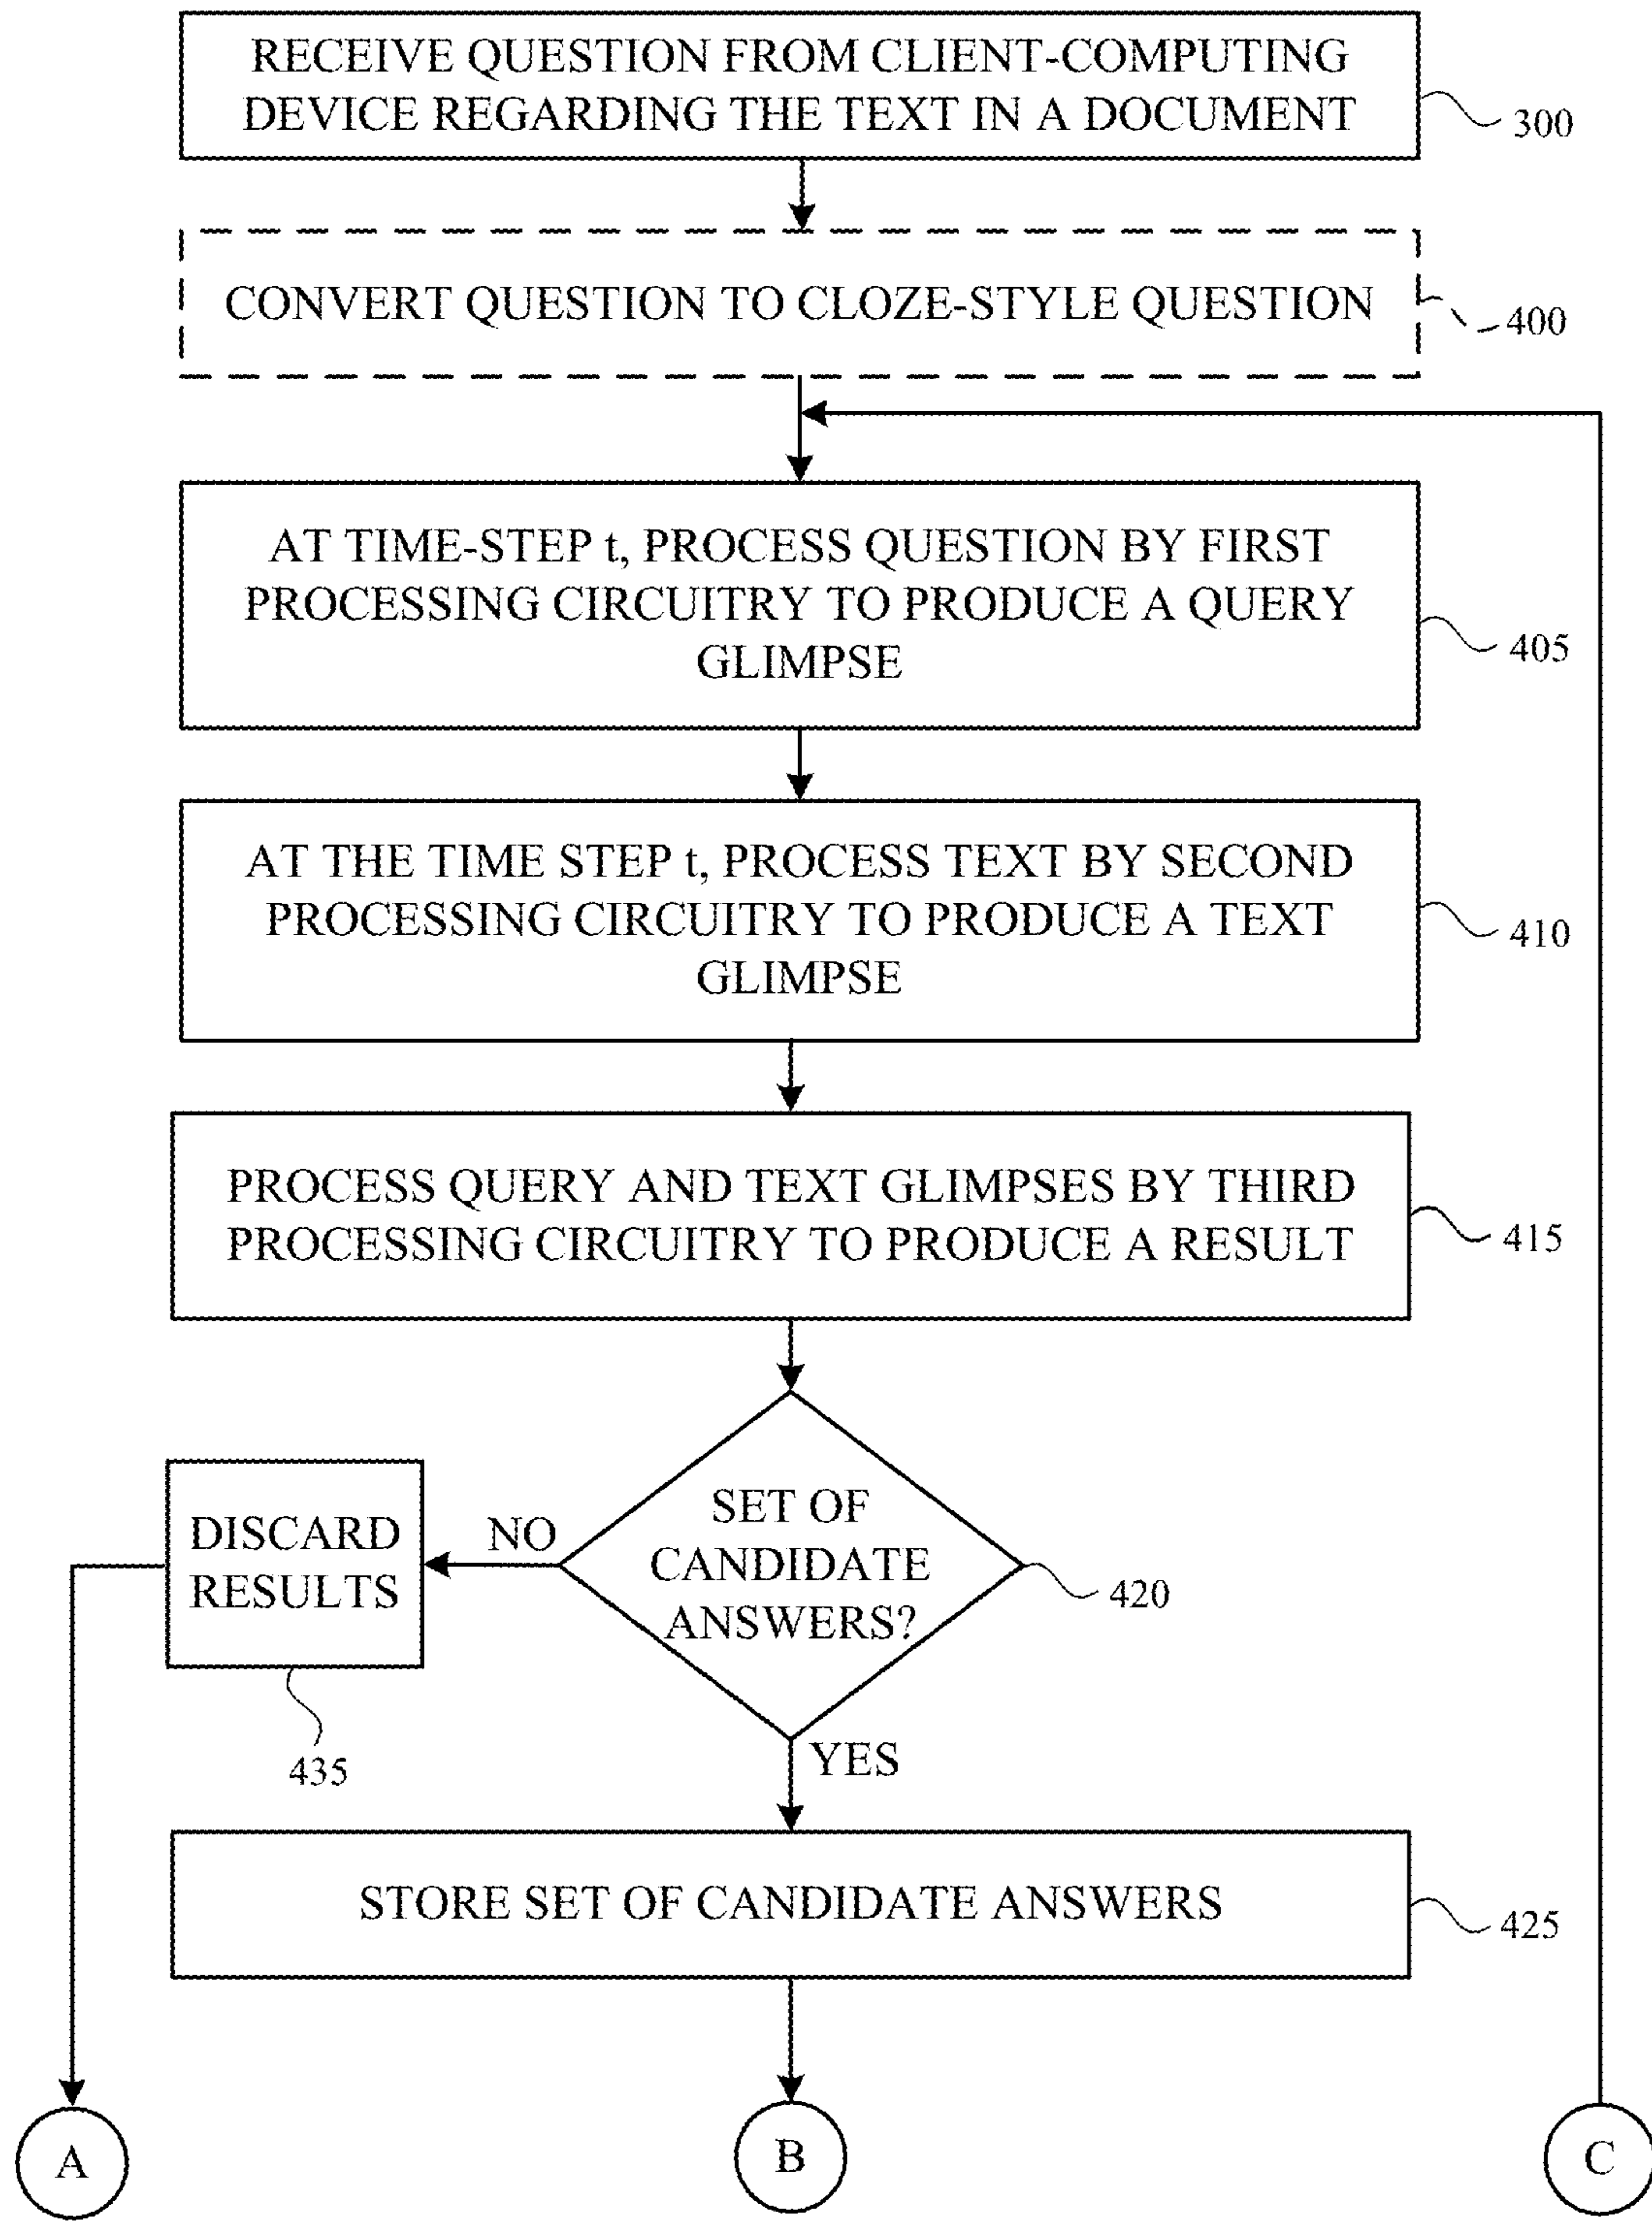 RECEIVE QUESTION FROM CLIENT-COMPUTING
DEVICE REGARDING THE TEXT IN A DOCUMENT
300
CONVERT QUESTION TO CLOZE-STYLE QUESTION
400
AT TIME-STEP t, PROCESS QUESTION BY FIRST
PROCESSING CIRCUITRY TO PRODUCE A QUERY
GLIMPSE
405
AT THE TIME STEP t, PROCESS TEXT BY SECOND
PROCESSING CIRCUITRY TO PRODUCE A TEXT
GLIMPSE
410
PROCESS QUERY AND TEXT GLIMPSES BY THIRD
PROCESSING CIRCUITRY TO PRODUCE A RESULT
415
SET OF
CANDIDATE
ANSWERS?
420
NO
DISCARD
RESULTS
435
YES
STORE SET OF CANDIDATE ANSWERS
425
A
B
C